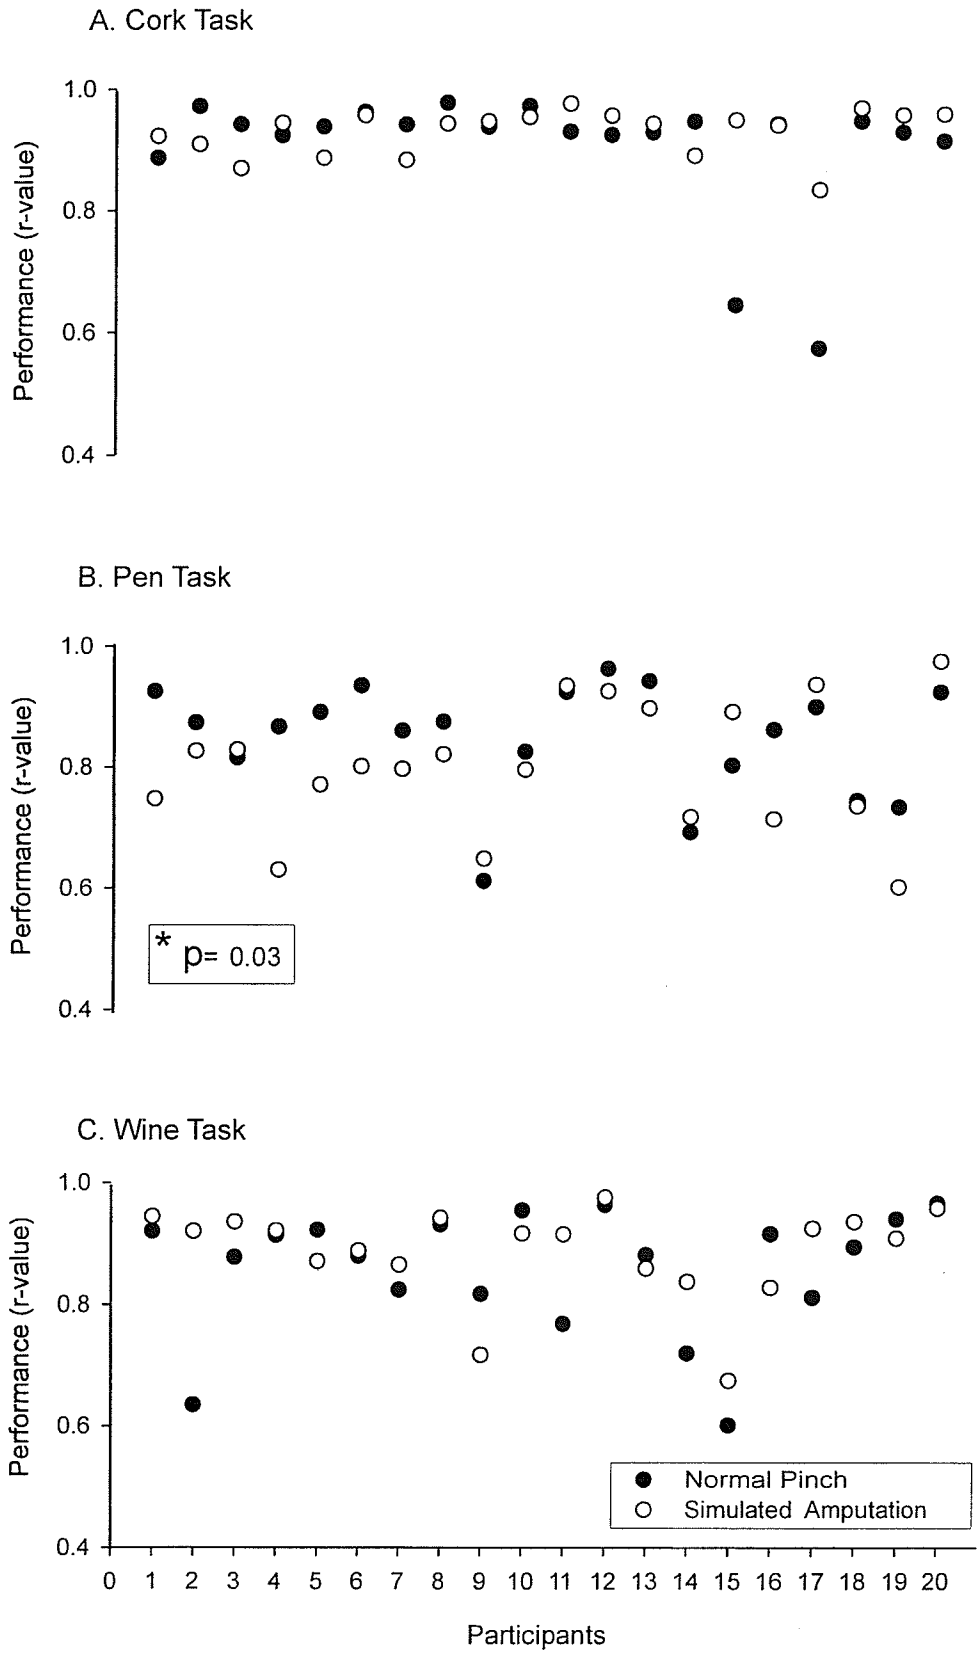 A. Cork Task
1.0
0.8
0.6
0.4
Performance (r-value)
B. Pen Task
1.0
0.8
0.6
0.4
Performance (r-value)
* p= 0.03
C. Wine Task
1.0
0.8
0.6
0.4
Performance (r-value)
Normal Pinch
Simulated Amputation
0 1 2 3 4 5 6 7 8 9 10 11 12 13 14 15 16 17 18 19 20
Participants